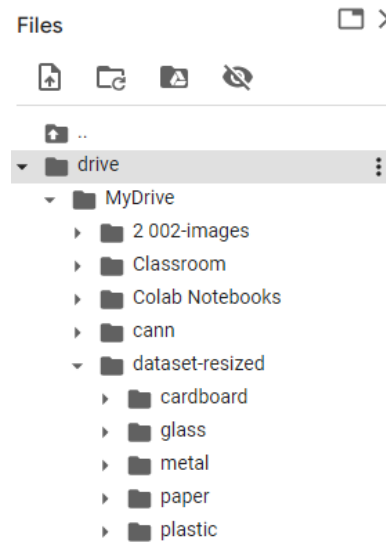 Files
..
drive
MyDrive
2 002-images
Classroom
Colab Notebooks
cann
dataset-resized
cardboard
glass
metal
paper
plastic